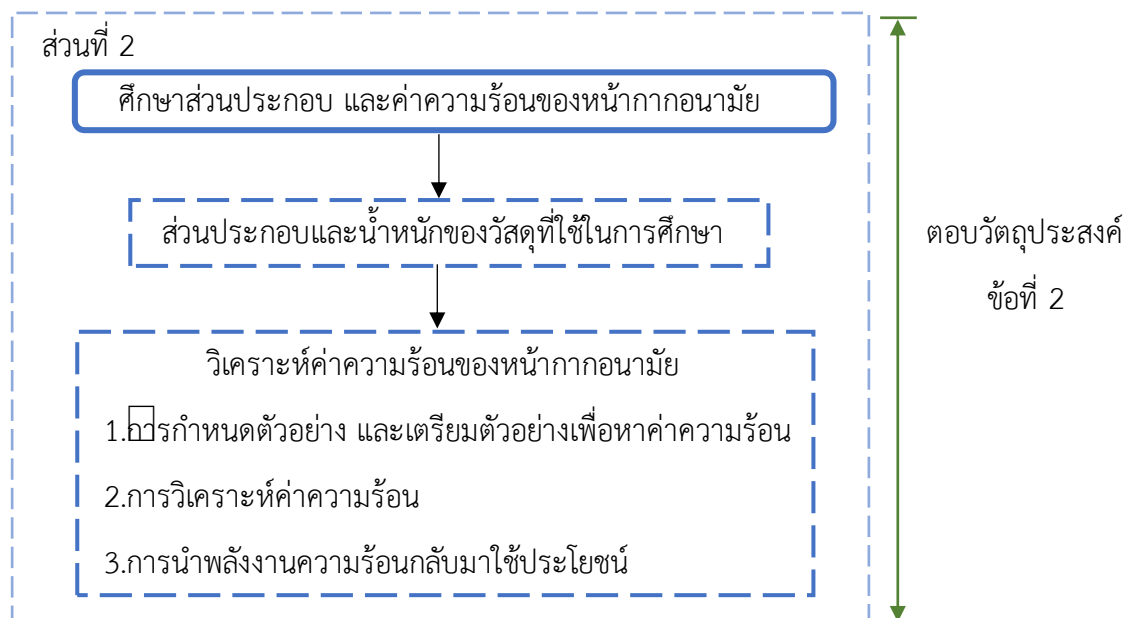 ส่วนที่ 2
ศึกษาส่วนประกอบ และค่าความร้อนของหน้ากากอนามัย
ส่วนประกอบและน้ำหนักของวัสดุที่ใช้ในการศึกษา
วิเคราะห์ค่าความร้อนของหน้ากากอนามัย
1.การกำหนดตัวอย่าง และเตรียมตัวอย่างเพื่อหาค่าความร้อน
2.การวิเคราะห์ค่าความร้อน
3.การนำพลังงานความร้อนกลับมาใช้ประโยชน์
ตอบวัตถุประสงค์
ข้อที่ 2